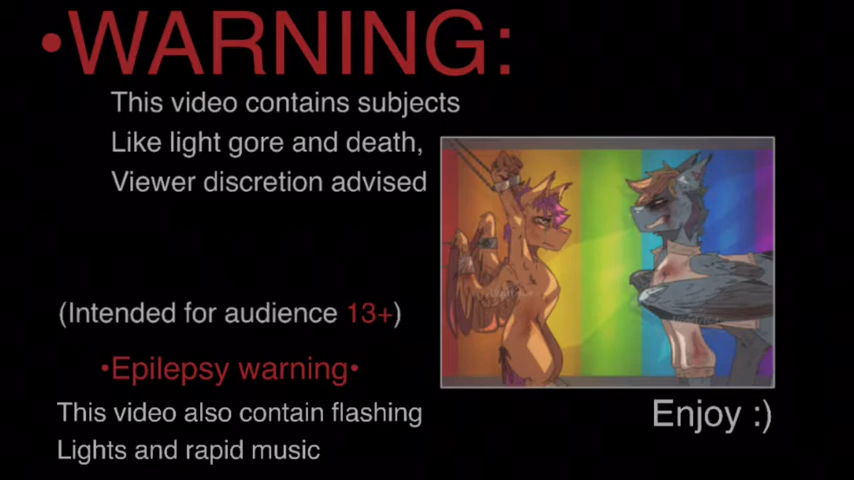 •WARNING:
This video contains subjects
Like light gore and death,
Viewer discretion advised
(Intended for audience 13+)
•Epilepsy warning•
This video also contain flashing
Lights and rapid music
Enjoy :)